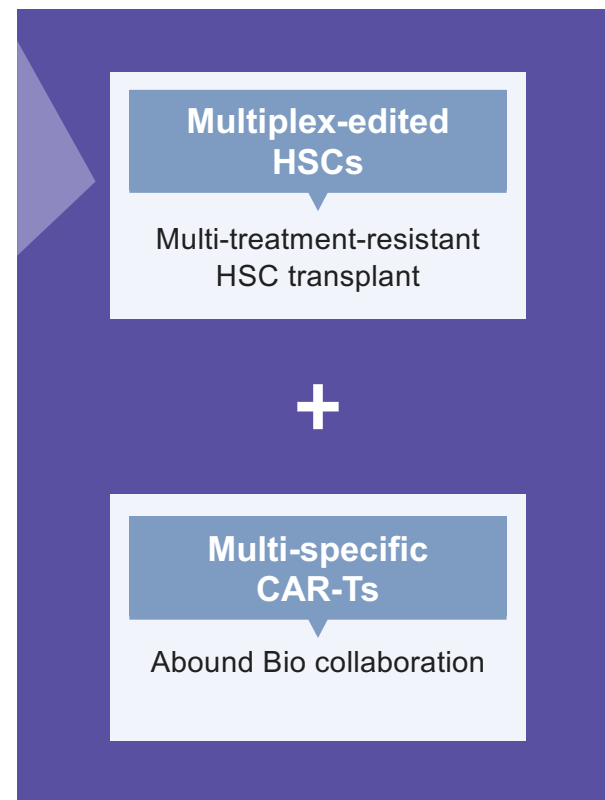 Multiplex-edited
HSCs
Multi-treatment-resistant
HSC transplant
+
Multi-specific
CAR-Ts
Abound Bio collaboration